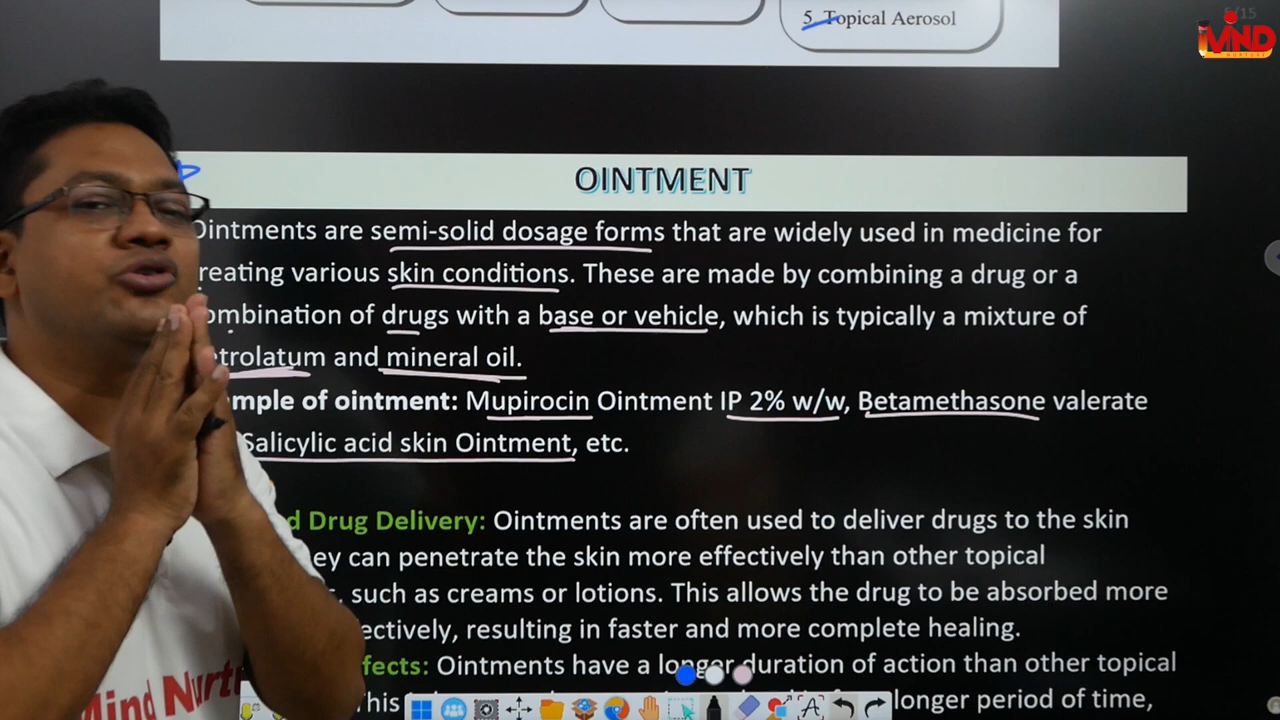 5. Topical Aerosol
5/15
MIND
OINTMENT
Ointments are semi-solid dosage forms that are widely used in medicine for
reating various skin conditions. These are made by combining a drug or a
ombination of drugs with a base or vehicle, which is typically a mixture of
trolatum and mineral oil.
mple of ointment: Mupirocin Ointment IP 2% w/w, Betamethasone valerate
Salicylic acid skin Ointment, etc.
d Drug Delivery: Ointments are often used to deliver drugs to the skin
ey can penetrate the skin more effectively than other topical
such as creams or lotions. This allows the drug to be absorbed more
ectively, resulting in faster and more complete healing.
fects: Ointments have a longer duration of action than other topical
This longer period of time,
Mind Nurtu